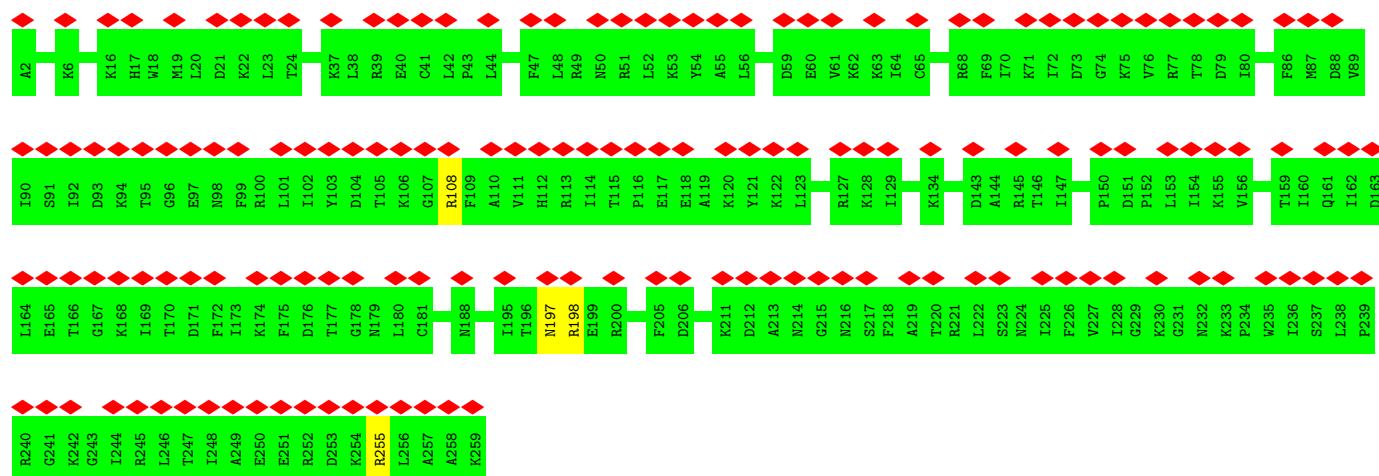 A2 K6 K16 H17 W18 M19 L20 D21 K22 L23 T24 K37 L38 R39 E40 C41 L42 P43 L44 F47 L48 R49 N50 R51 L52 K53 Y54 A55 L56 D59 E60 V61 K62 K63 I64 C65 R68 F69 I70 K71 I72 D73 G74 K75 V76 R77 T78 D79 I80 F86 M87 D88 V89
I90 S91 I92 D93 K94 T95 G96 E97 N98 F99 R100 L101 I102 Y103 D104 T105 K106 G107 R108 F109 A110 V111 H112 R113 I114 T115 P116 E117 E118 A119 K120 Y121 K122 L123 R127 K128 I129 K134 D143 A144 R145 T146 I147 P150 D151 P152 L153 I154 K155 V156 T159 I160 Q161 I162 D163
L164 E165 T166 G167 K168 I169 T170 D171 F172 I173 K174 F175 D176 T177 G178 N179 L180 C181 N188 I195 T196 N197 R198 E199 R200 F205 D206 K211 D212 A213 N214 G215 N216 S217 F218 A219 T220 R221 L222 S223 N224 I225 F226 V227 I228 G229 K230 G231 N232 K233 P234 W235 I236 S237 L238 P239
R240 G241 K242 G243 I244 R245 L246 T247 I248 A249 E250 E251 R252 D253 K254 R255 L256 A257 A258 K259